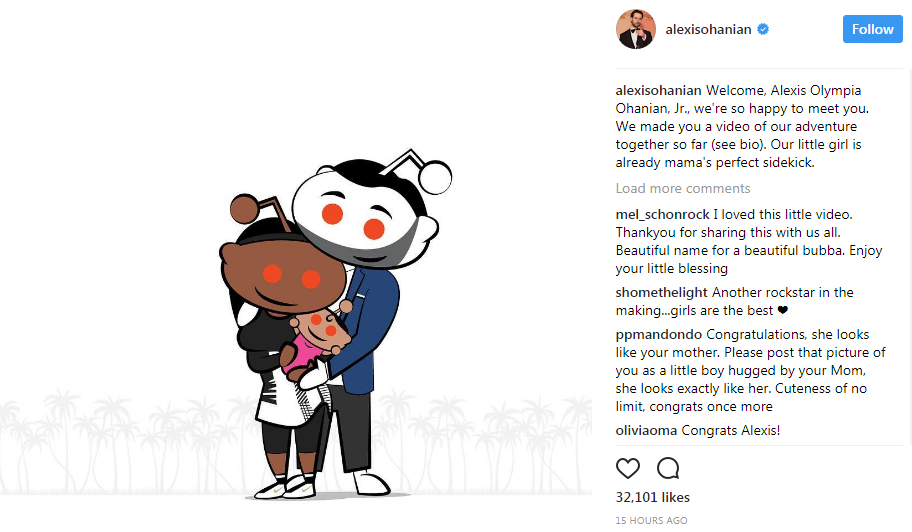 alexisohanian
Follow
alexisohanian Welcome, Alexis Olympia
Ohanian, Jr., we're so happy to meet you.
We made you a video of our adventure
together so far (see bio). Our little girl is
already mama's perfect sidekick.
Load more comments
mel_schonrock I loved this little video.
Thankyou for sharing this with us all.
Beautiful name for a beautiful bubba. Enjoy
your little blessing
shomethelight Another rockstar in the
making...girls are the best ❤
ppmandondo Congratulations, she looks
like your mother. Please post that picture of
you as a little boy hugged by your Mom,
she looks exactly like her. Cuteness of no
limit, congrats once more
oliviaoma Congrats Alexis!
32,101 likes
15 HOURS AGO